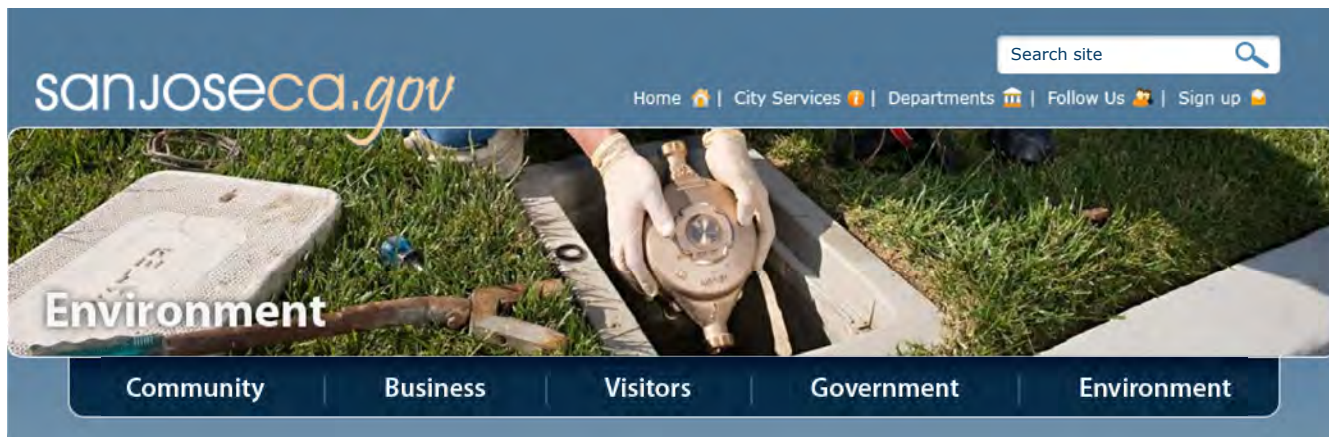 Search site
sanjoseca.gov
Home | City Services | Departments | Follow Us | Sign up
Environment
Community | Business | Visitors | Government | Environment